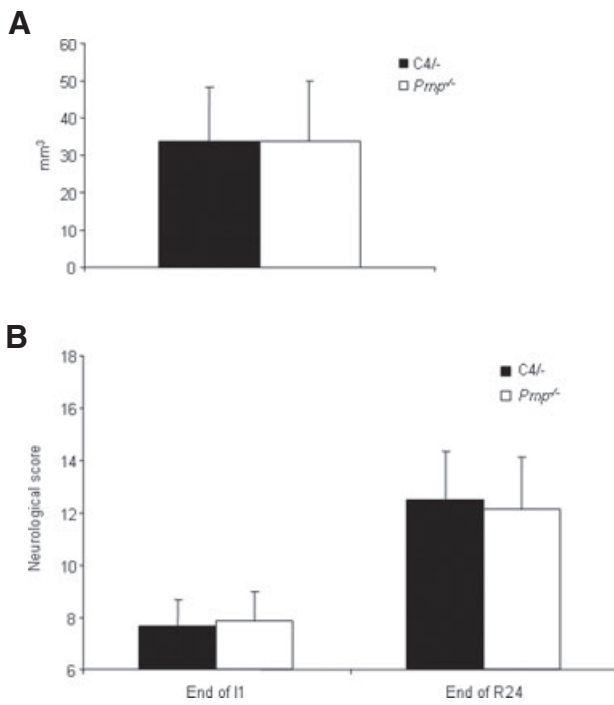 A
60
50
40
30
20
10
0
mm³
C4/-
Prnp-/-
B
18
16
14
12
10
8
6
Neurological score
C4/-
Prnp-/-
End of I1
End of R24